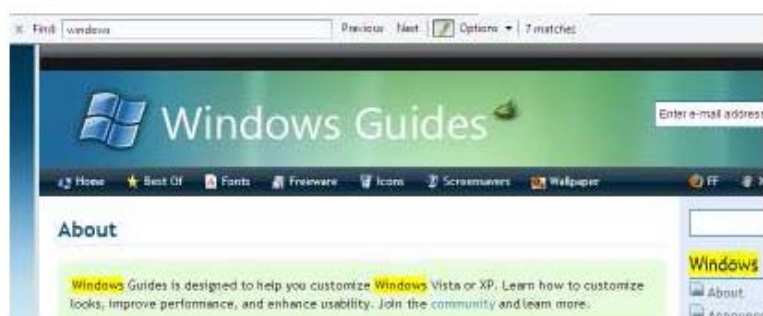 × Find: windows Previous Next Options 7 matches
Windows Guides
Enter e-mail address
Home Best Of Fonts Freeware Icons Screensavers Wallpaper FF
About
Windows
Windows Guides is designed to help you customize Windows Vista or XP. Learn how to customize
looks, improve performance, and enhance usability. Join the community and learn more.
About